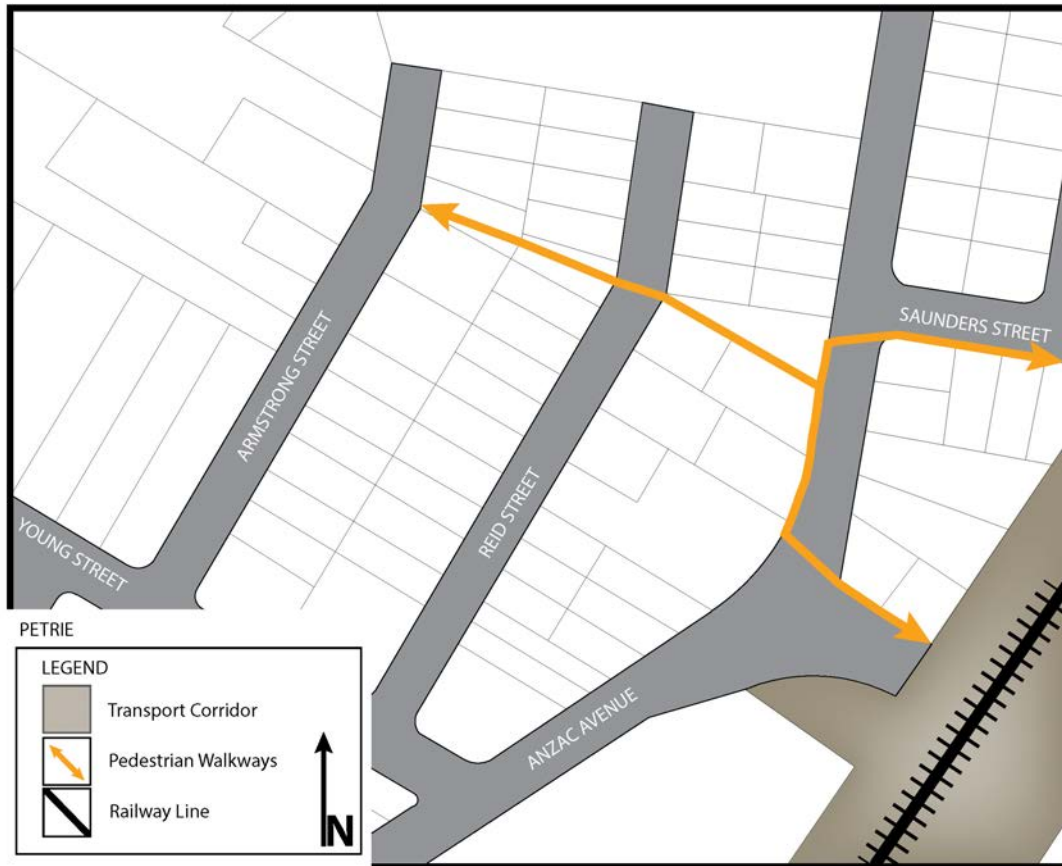 SAUNDERS STREET
ARMSTRONG STREET
REID STREET
YOUNG STREET
ANZAC AVENUE
PETRIE
LEGEND
Transport Corridor
Pedestrian Walkways
Railway Line
N